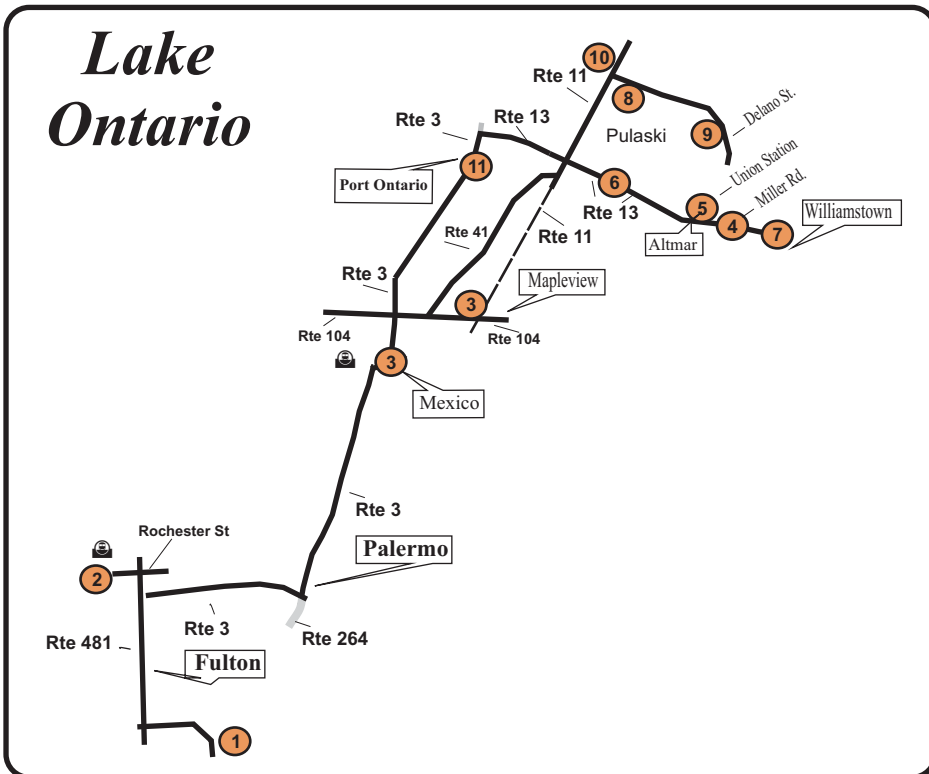 Lake
Ontario
10
Rte 11
8
Delano St.
Rte 3
Rte 13
9
Pulaski
Union Station
Port Ontario
11
6
Rte 13
5
Miller Rd.
4
7
Williamstown
Altmar
Rte 41
Rte 11
Rte 3
Mapleview
3
Rte 104
Rte 104
3
Mexico
Rte 3
Rochester St
Palermo
2
Rte 3
Rte 264
Rte 481
Fulton
1